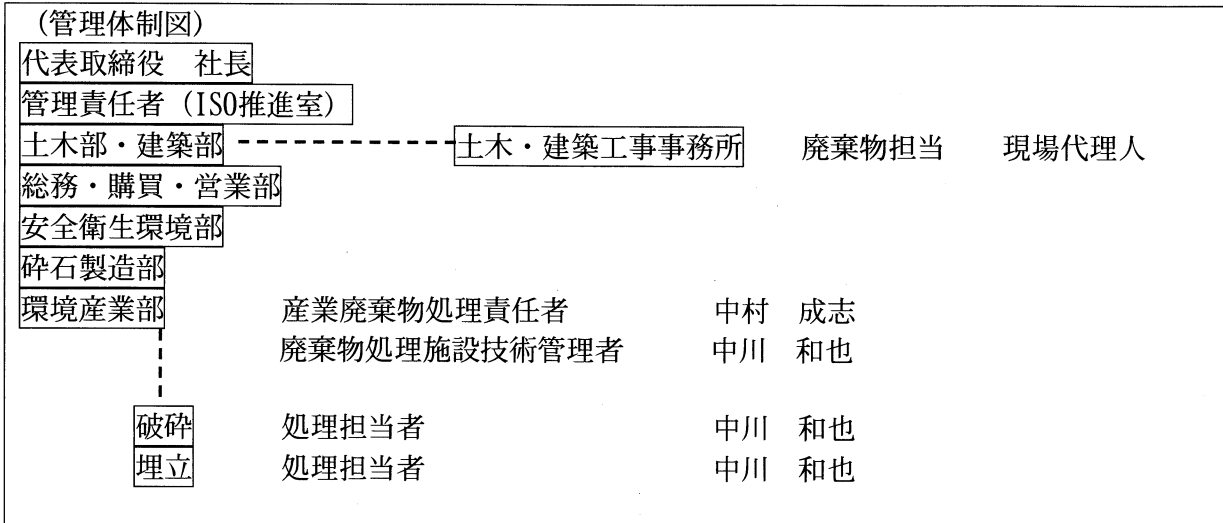 （管理体制図）
代表取締役　社長
管理責任者（ISO推進室）
土木部・建築部　土木・建築工事事務所　廃棄物担当　現場代理人
総務・購買・営業部
安全衛生環境部
砕石製造部
環境産業部　産業廃棄物処理責任者　中村　成志
廃棄物処理施設技術管理者　中川　和也
破砕　処理担当者　中川　和也
埋立　処理担当者　中川　和也